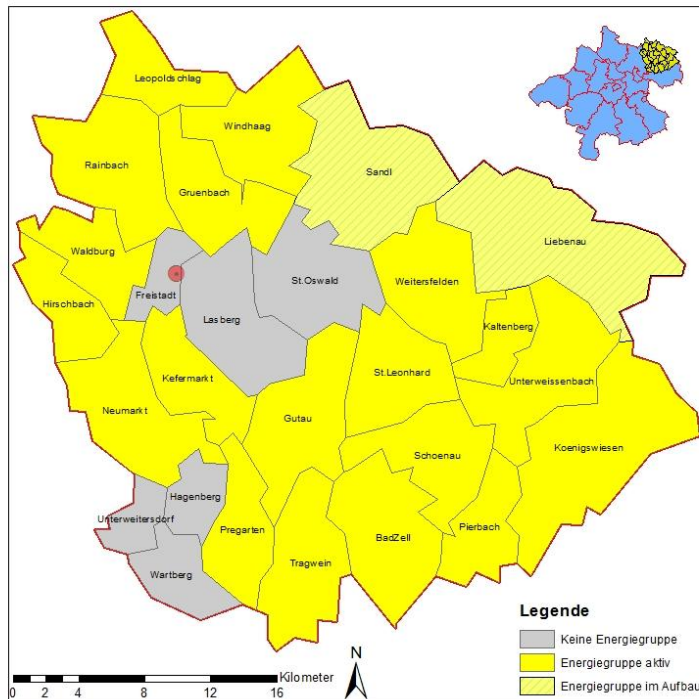 Leopoldschlag
Windhaag
Rainbach
Gruenbach
Sandl
Waldburg
Liebenau
St.Oswald
Weitersfelden
Freistadt
Hirschbach
Lasberg
Kaltenberg
Kefermarkt
St.Leonhard
Unterweissenbach
Neumarkt
Gutau
Koenigswiesen
Schoenau
Hagenberg
Unterweitersdorf
Pregarten
BadZell
Pierbach
Tragwein
Wartberg
Legende
Keine Energiegruppe
Energiegruppe aktiv
Energiegruppe im Aufbau
N
Kilometer
0 2 4 8 12 16